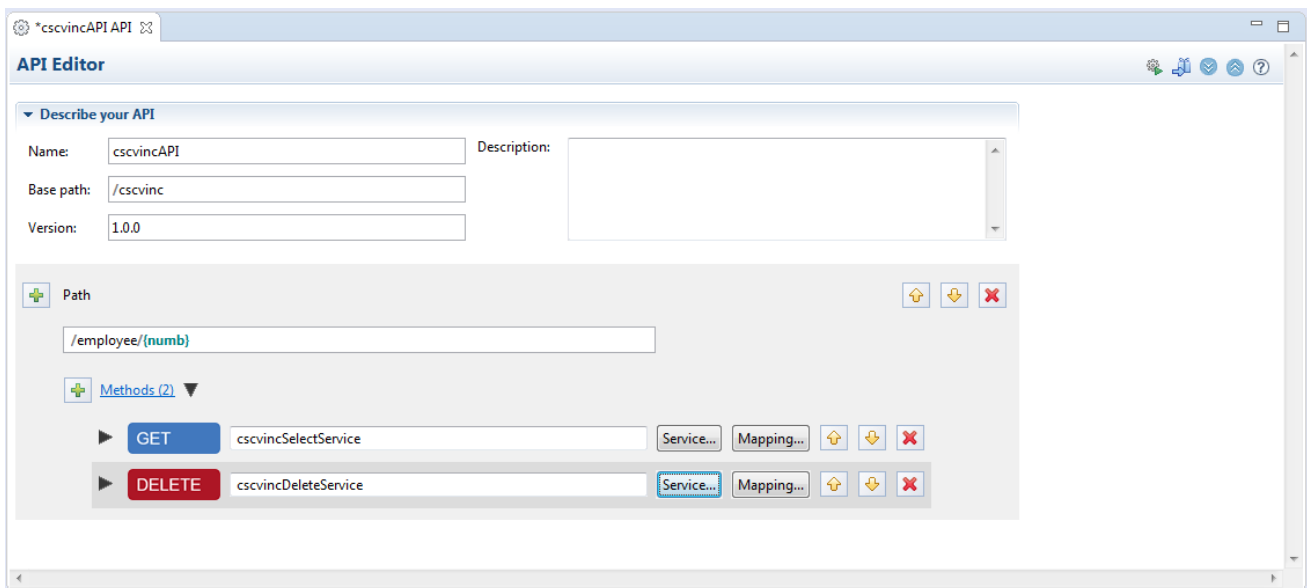 *cscvincAPI API
API Editor
Describe your API
Name: cscvincAPI Description:
Base path: /cscvinc
Version: 1.0.0
Path
/employee/{numb}
Methods (2)
GET cscvincSelectService Service... Mapping...
DELETE cscvincDeleteService Service... Mapping...